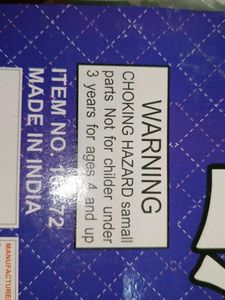 WARNING
CHOKING HAZARD samall
parts Not for childer under
3 years for ages 4 and up
ITEM NO.
MADE IN INDIA
MANUFACTURE